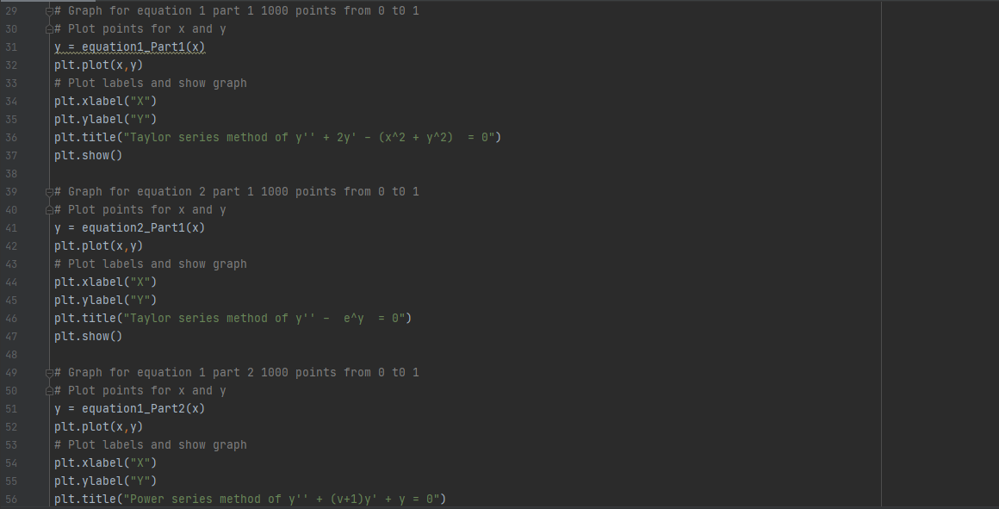 29 # Graph for equation 1 part 1 1000 points from 0 t0 1
30 # Plot points for x and y
31 y = equation1_Part1(x)
32 plt.plot(x,y)
33 # Plot labels and show graph
34 plt.xlabel("X")
35 plt.ylabel("Y")
36 plt.title("Taylor series method of y'' + 2y' - (x^2 + y^2)  = 0")
37 plt.show()
38
39 # Graph for equation 2 part 1 1000 points from 0 t0 1
40 # Plot points for x and y
41 y = equation2_Part1(x)
42 plt.plot(x,y)
43 # Plot labels and show graph
44 plt.xlabel("X")
45 plt.ylabel("Y")
46 plt.title("Taylor series method of y'' -  e^y  = 0")
47 plt.show()
48
49 # Graph for equation 1 part 2 1000 points from 0 t0 1
50 # Plot points for x and y
51 y = equation1_Part2(x)
52 plt.plot(x,y)
53 # Plot labels and show graph
54 plt.xlabel("X")
55 plt.ylabel("Y")
56 plt.title("Power series method of y'' + (v+1)y' + y = 0")